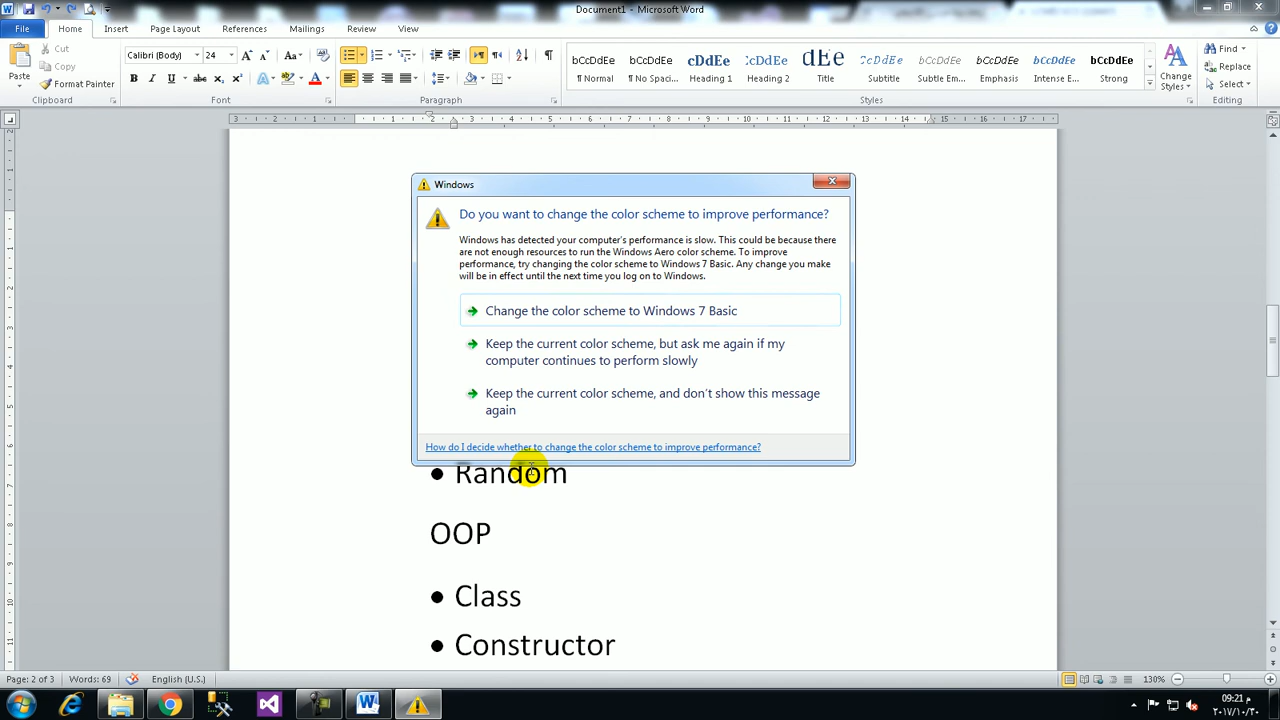 Document1 - Microsoft Word
File Home Insert Page Layout References Mailings Review View
Paste
Cut
Copy
Format Painter
Clipboard
Calibri (Body) 24
Font
Paragraph
AaBbCcDdEe
¶ Normal ¶ No Spaci... Heading 1 Heading 2 Title Subtitle Subtle Em... Emphasis Intense E... Strong
Styles
Change Styles
Find
Replace
Select
Editing
Windows
Do you want to change the color scheme to improve performance?
Windows has detected your computer's performance is slow. This could be because there
are not enough resources to run the Windows Aero color scheme. To improve
performance, try changing the color scheme to Windows 7 Basic. Any change you make
will be in effect until the next time you log on to Windows.
Change the color scheme to Windows 7 Basic
Keep the current color scheme, but ask me again if my
computer continues to perform slowly
Keep the current color scheme, and don't show this message
again
How do I decide whether to change the color scheme to improve performance?
• Random
OOP
• Class
• Constructor
Page: 2 of 3 Words: 69 English (U.S.) 130%
09:21 م
٢٠١٧/١٠/٣٠